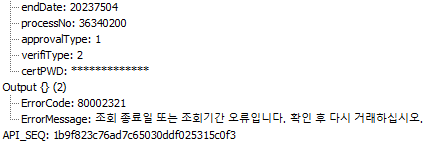 endDate: 20237504
processNo: 36340200
approvalType: 1
verifiType: 2
certPWD: *************
Output {} (2)
ErrorCode: 80002321
ErrorMessage: 조회 종료일 또는 조회기간 오류입니다. 확인 후 다시 거래하십시오.
API_SEQ: 1b9f823c76ad7c65030ddf025315c0f3